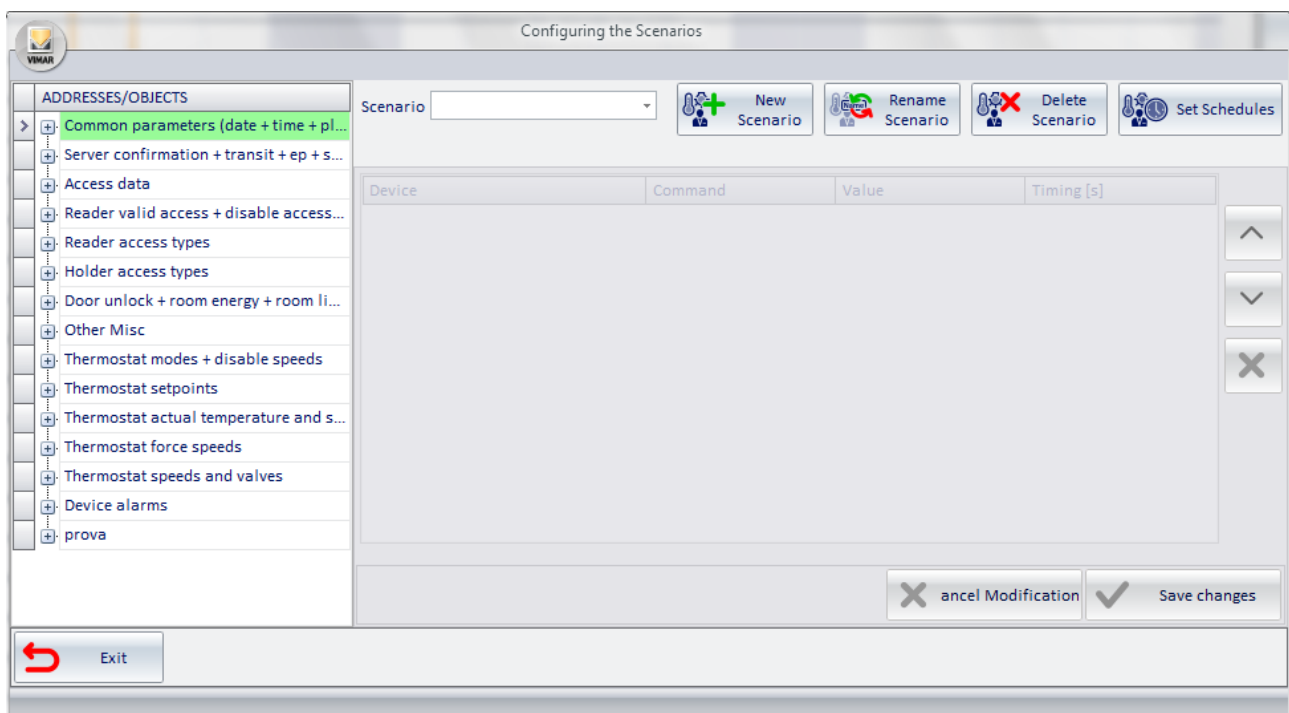 Configuring the Scenarios
VIMAR
ADDRESSES/OBJECTS
Common parameters (date + time + pl...
Server confirmation + transit + ep + s...
Access data
Reader valid access + disable access...
Reader access types
Holder access types
Door unlock + room energy + room li...
Other Misc
Thermostat modes + disable speeds
Thermostat setpoints
Thermostat actual temperature and s...
Thermostat force speeds
Thermostat speeds and valves
Device alarms
prova
Scenario
New
Scenario
Name!
Rename
Scenario
Delete
Scenario
Set Schedules
Device Command Value Timing [s]
ancel Modification
Save changes
Exit